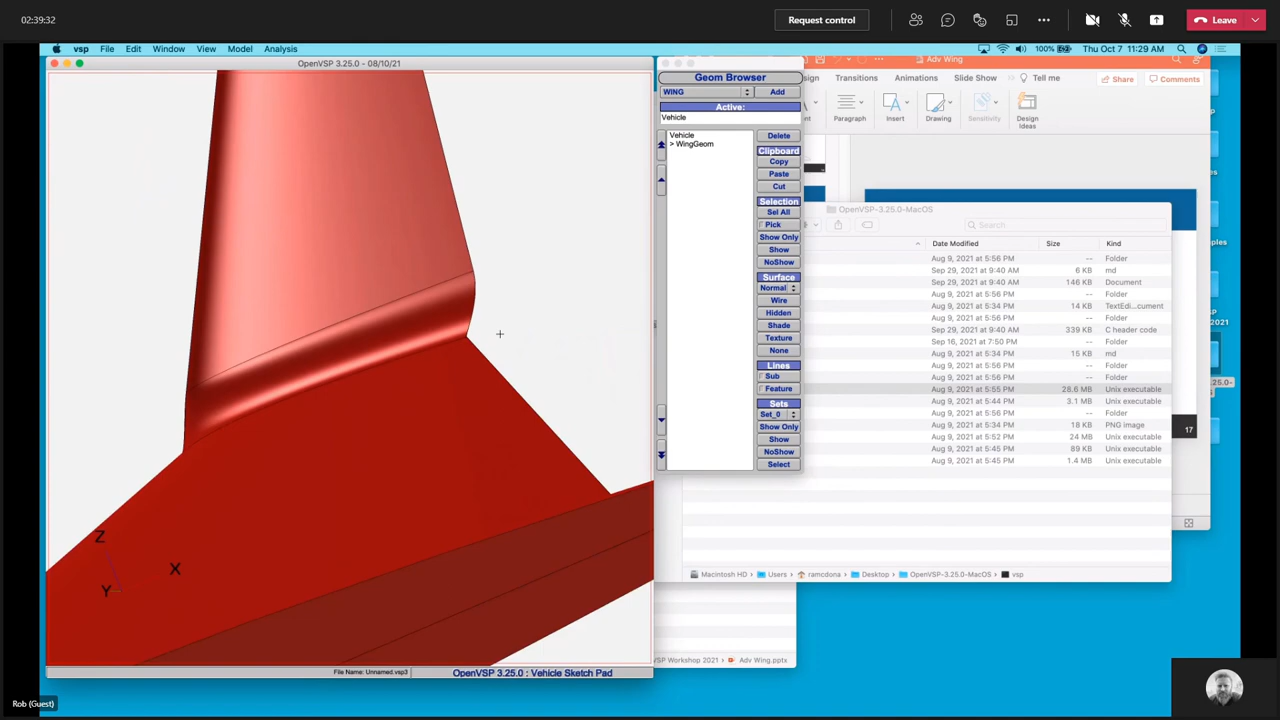 02:39:32
Request control
Leave
vsp File Edit Window View Model Analysis
100% Thu Oct 7 11:29 AM
OpenVSP 3.25.0 - 08/10/21
Geom Browser
WING Add
Active:
Vehicle
Vehicle
> WingGeom
Delete
Clipboard
Copy
Paste
Cut
Selection
Sel All
Pick
Show Only
Show
NoShow
Surface
Normal
Wire
Hidden
Shade
Texture
None
Lines
Sub
Feature
Sets
Set_0
Show Only
Show
NoShow
Select
Adv Wing
Transitions Animations Slide Show Tell me
Share Comments
Paragraph Insert Drawing Sensitivity Design Ideas
OpenVSP-3.25.0-MacOS
Search
Date Modified Size Kind
Aug 9, 2021 at 5:56 PM -- Folder
Sep 29, 2021 at 9:40 AM 6 KB md
Sep 29, 2021 at 9:40 AM 146 KB Document
Aug 9, 2021 at 5:56 PM -- Folder
Aug 9, 2021 at 5:34 PM 14 KB TextEdi...cument
Aug 9, 2021 at 5:56 PM -- Folder
Sep 29, 2021 at 9:40 AM 339 KB C header code
Sep 16, 2021 at 7:50 PM -- Folder
Aug 9, 2021 at 5:34 PM 15 KB md
Aug 9, 2021 at 5:56 PM -- Folder
Aug 9, 2021 at 5:56 PM -- Folder
Aug 9, 2021 at 5:55 PM 28.6 MB Unix executable
Aug 9, 2021 at 5:44 PM 3.1 MB Unix executable
Aug 9, 2021 at 5:56 PM -- Folder
Aug 9, 2021 at 5:34 PM 18 KB PNG image
Aug 9, 2021 at 5:52 PM 24 MB Unix executable
Aug 9, 2021 at 5:45 PM 89 KB Unix executable
Aug 9, 2021 at 5:45 PM 1.4 MB Unix executable
17
Macintosh HD Users ramcdona Desktop OpenVSP-3.25.0-MacOS vsp
Z
X
Y
File Name: Unnamed.vsp3
OpenVSP 3.25.0 : Vehicle Sketch Pad
VSP Workshop 2021 Adv Wing.pptx
Rob (Guest)